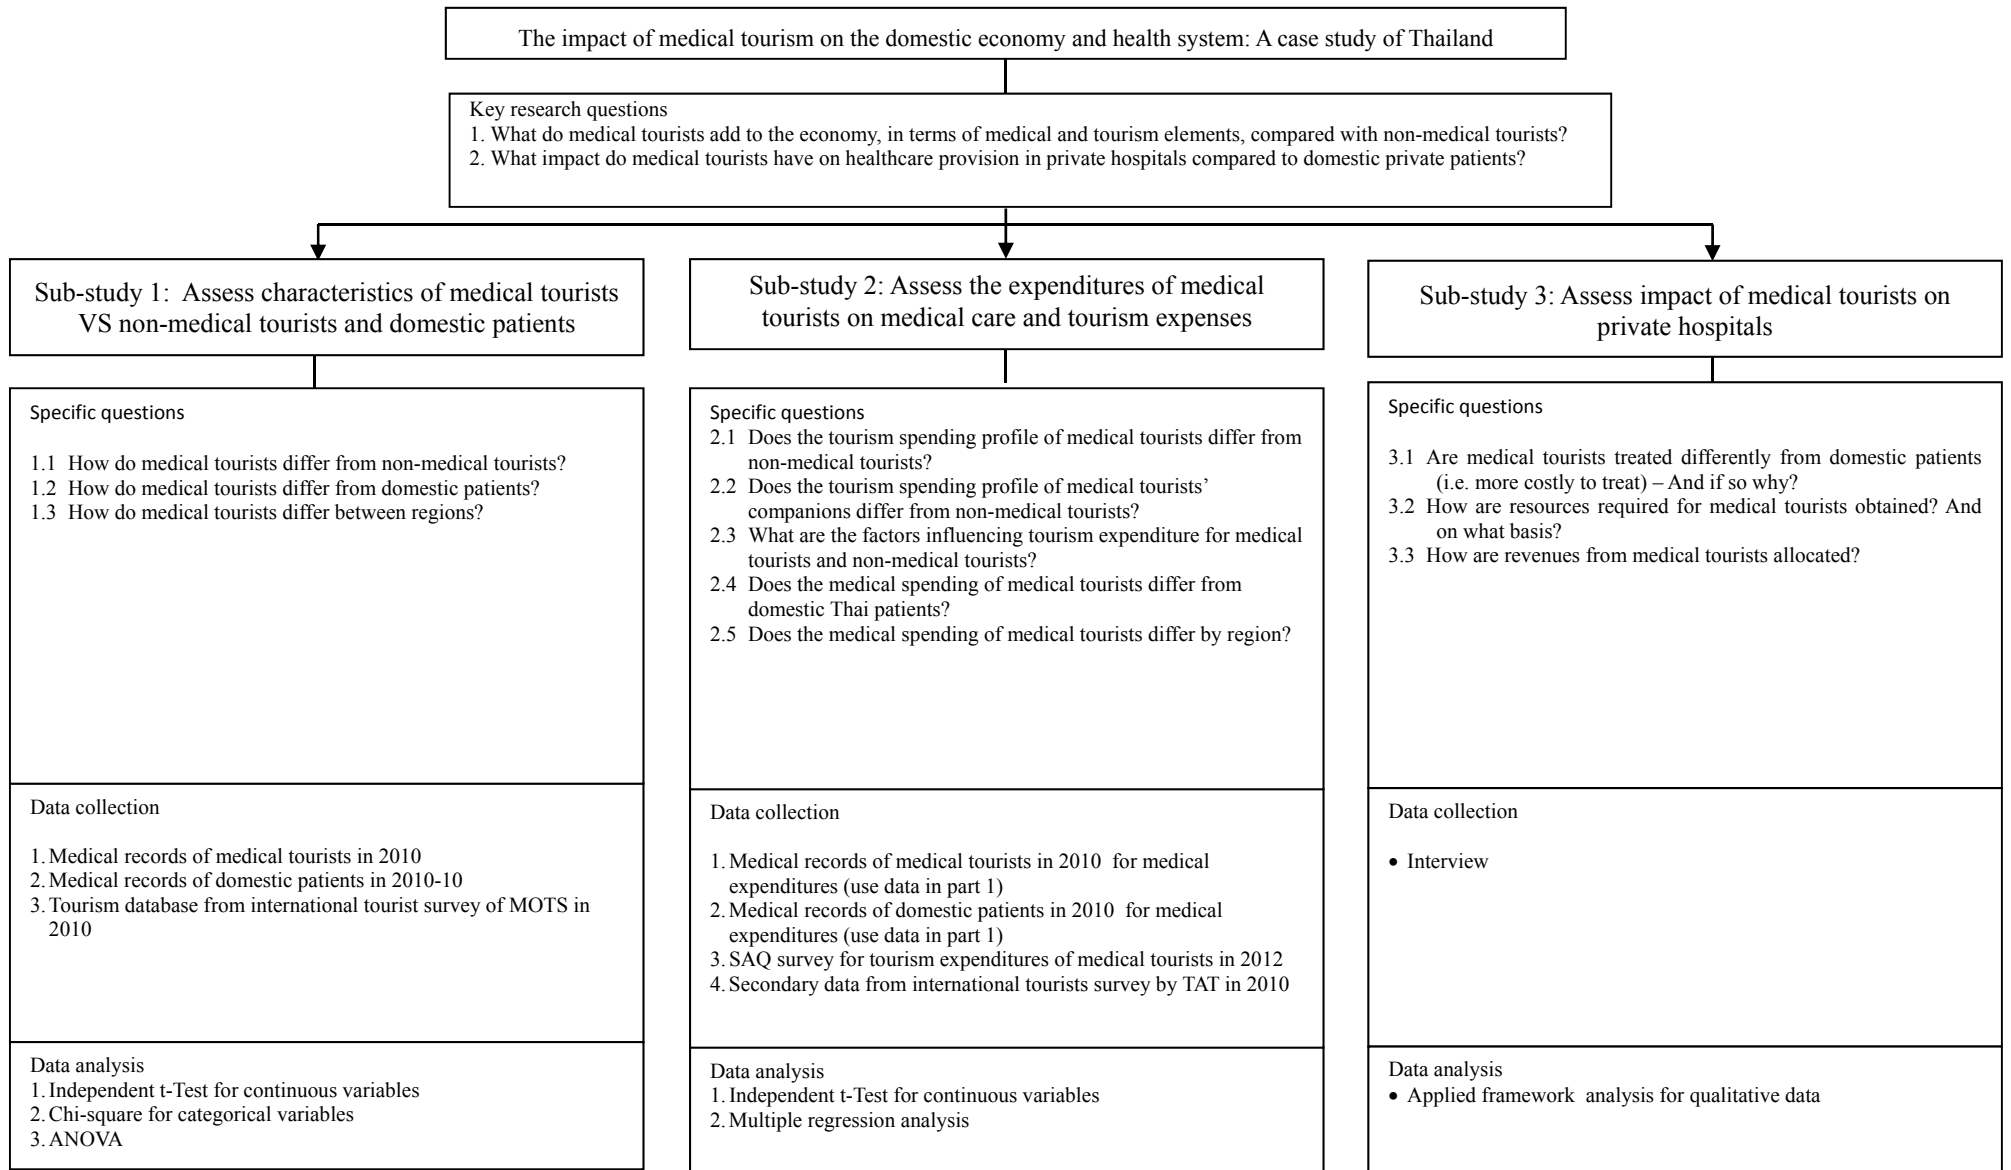 The impact of medical tourism on the domestic economy and health system: A case study of Thailand
Key research questions
1. What do medical tourists add to the economy, in terms of medical and tourism elements, compared with non-medical tourists?
2. What impact do medical tourists have on healthcare provision in private hospitals compared to domestic private patients?
Sub-study 1: Assess characteristics of medical tourists
VS non-medical tourists and domestic patients
Specific questions
1.1 How do medical tourists differ from non-medical tourists?
1.2 How do medical tourists differ from domestic patients?
1.3 How do medical tourists differ between regions?
Data collection
1. Medical records of medical tourists in 2010
2. Medical records of domestic patients in 2010-10
3. Tourism database from international tourist survey of MOTS in
2010
Data analysis
1. Independent t-Test for continuous variables
2. Chi-square for categorical variables
3. ANOVA
Sub-study 2: Assess the expenditures of medical
tourists on medical care and tourism expenses
Specific questions
2.1 Does the tourism spending profile of medical tourists differ from
non-medical tourists?
2.2 Does the tourism spending profile of medical tourists’
companions differ from non-medical tourists?
2.3 What are the factors influencing tourism expenditure for medical
tourists and non-medical tourists?
2.4 Does the medical spending of medical tourists differ from
domestic Thai patients?
2.5 Does the medical spending of medical tourists differ by region?
Data collection
1. Medical records of medical tourists in 2010 for medical
expenditures (use data in part 1)
2. Medical records of domestic patients in 2010 for medical
expenditures (use data in part 1)
3. SAQ survey for tourism expenditures of medical tourists in 2012
4. Secondary data from international tourists survey by TAT in 2010
Data analysis
1. Independent t-Test for continuous variables
2. Multiple regression analysis
Sub-study 3: Assess impact of medical tourists on
private hospitals
Specific questions
3.1 Are medical tourists treated differently from domestic patients
(i.e. more costly to treat) – And if so why?
3.2 How are resources required for medical tourists obtained? And
on what basis?
3.3 How are revenues from medical tourists allocated?
Data collection
• Interview
Data analysis
• Applied framework analysis for qualitative data